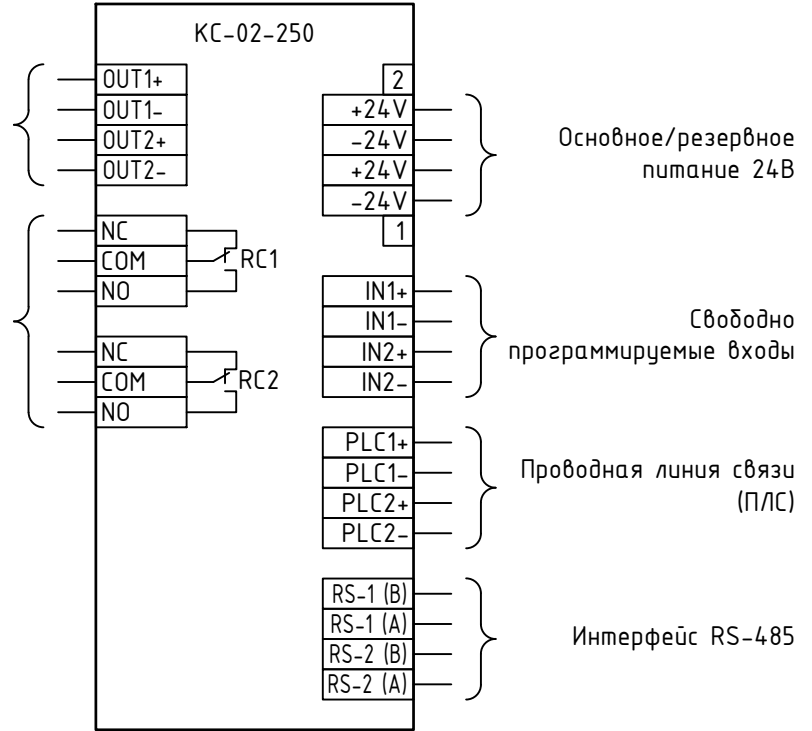 КС-02-250
OUT1+
OUT1-
OUT2+
OUT2-
NC
COM
NO
RC1
NC
COM
NO
RC2
2
+24V
-24V
+24V
-24V
1
Основное/резервное
питание 24В
IN1+
IN1-
IN2+
IN2-
Свободно
программируемые входы
PLC1+
PLC1-
PLC2+
PLC2-
Проводная линия связи
(ПЛС)
RS-1 (B)
RS-1 (A)
RS-2 (B)
RS-2 (A)
Интерфейс RS-485